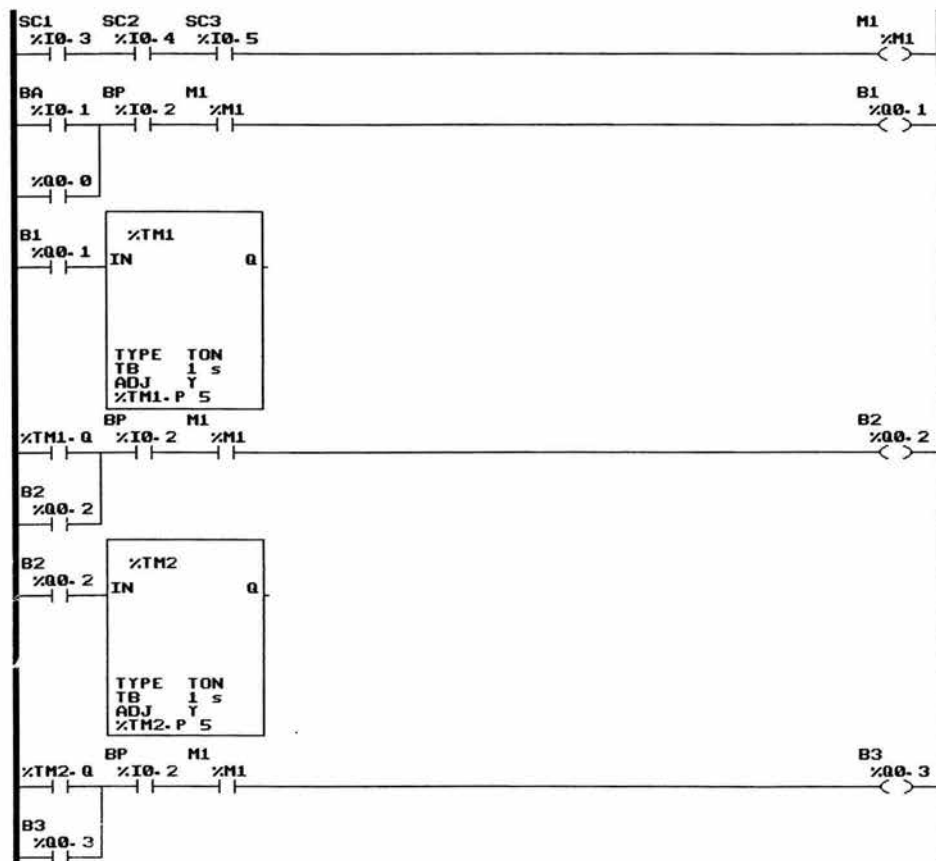 SC1 SC2 SC3 M1
%I0.3 %I0.4 %I0.5 %M1
BA BP M1 B1
%I0.1 %I0.2 %M1 %Q0.1
%Q0.0
B1
%Q0.1
%TM1
IN Q
TYPE TON
TB 1 s
ADJ Y
%TM1.P 5
BP M1 B2
%TM1.Q %I0.2 %M1 %Q0.2
B2
%Q0.2
B2
%Q0.2
%TM2
IN Q
TYPE TON
TB 1 s
ADJ Y
%TM2.P 5
BP M1 B3
%TM2.Q %I0.2 %M1 %Q0.3
B3
%Q0.3